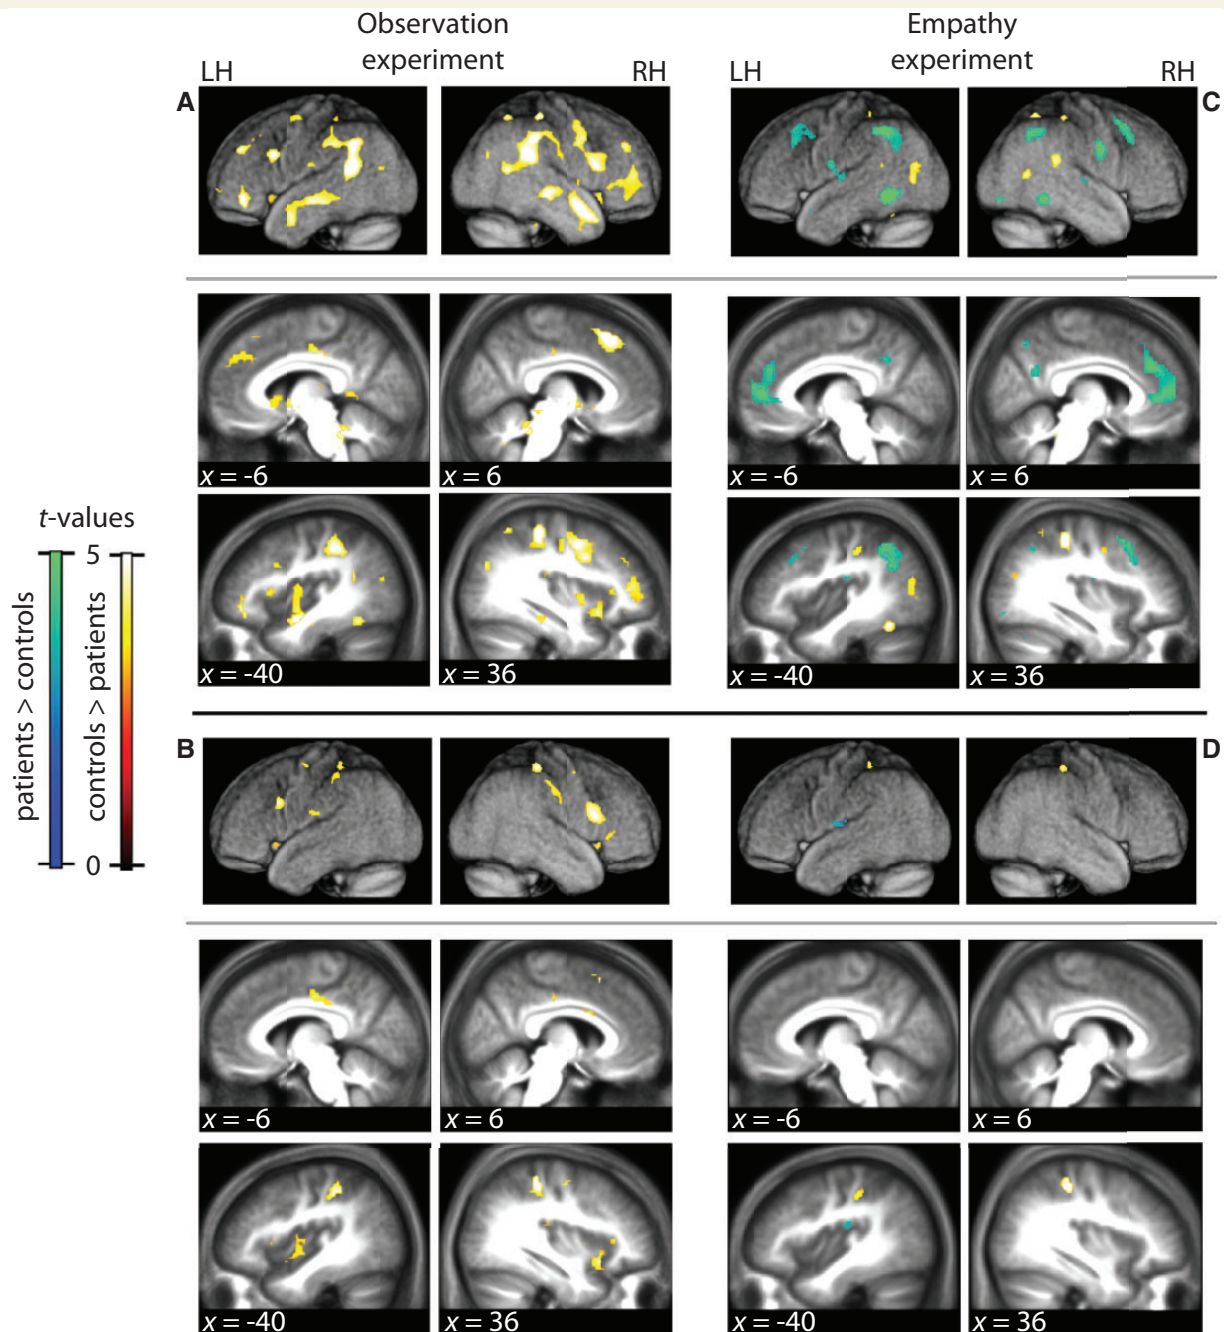 Observation
experiment
Empathy
experiment
LH
RH
LH
RH
A
C
x = -6
x = 6
x = -6
x = 6
x = -40
x = 36
x = -40
x = 36
t-values
5
0
patients > controls
controls > patients
B
D
x = -6
x = 6
x = -6
x = 6
x = -40
x = 36
x = -40
x = 36